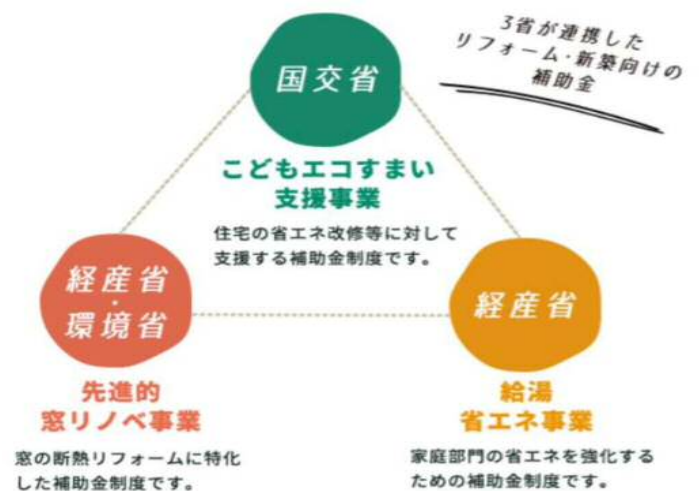 3省が連携した
リフォーム・新築向けの
補助金
国交省
こどもエコすまい
支援事業
住宅の省エネ改修等に対して
支援する補助金制度です。
経産省
・
環境省
先進的
窓リノベ事業
窓の断熱リフォームに特化
した補助金制度です。
経産省
給湯
省エネ事業
家庭部門の省エネを強化する
ための補助金制度です。